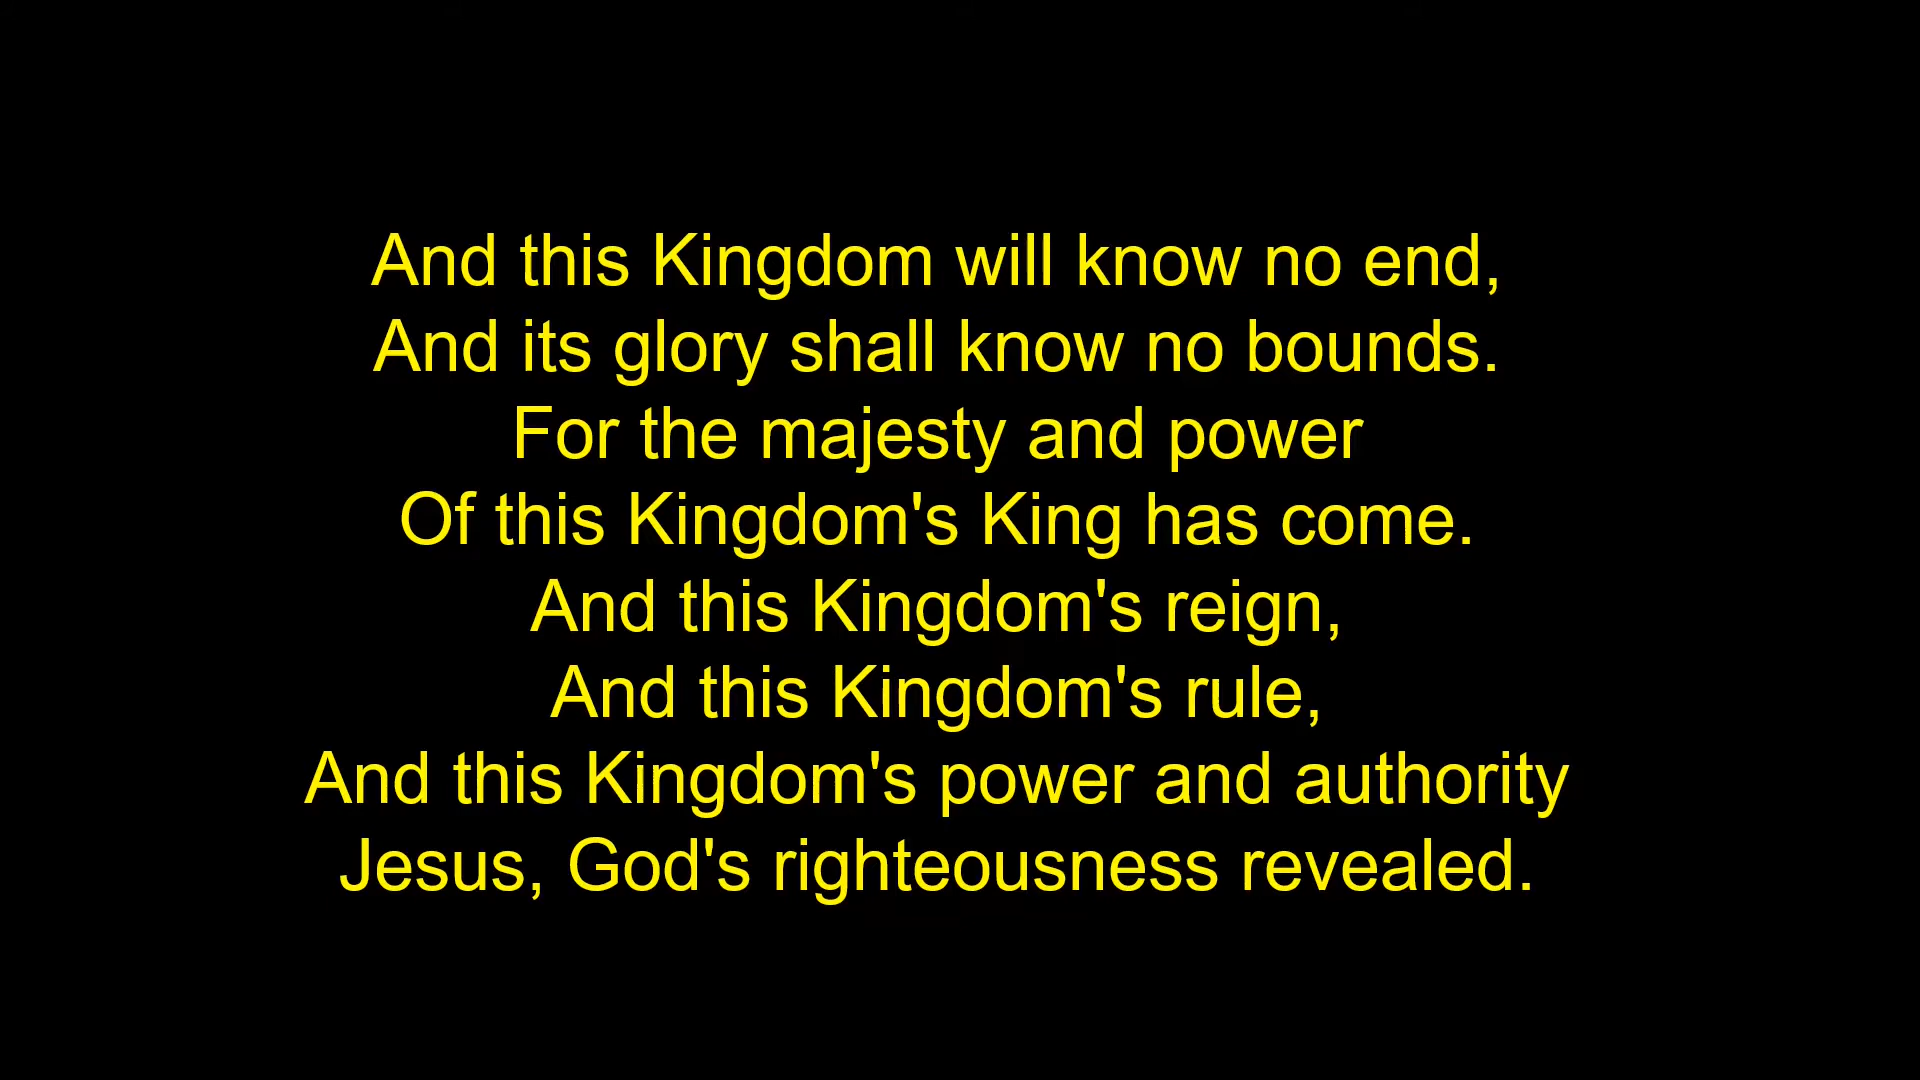 And this Kingdom will know no end,
And its glory shall know no bounds.
For the majesty and power
Of this Kingdom's King has come.
And this Kingdom's reign,
And this Kingdom's rule,
And this Kingdom's power and authority
Jesus, God's righteousness revealed.